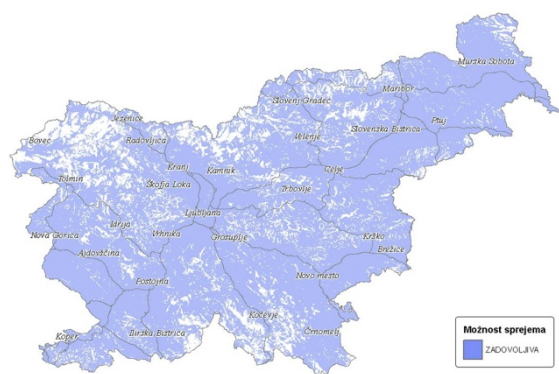 Murska Sobota
Maribor
Slovenj Gradec
Ptuj
Jesenice
Slovenska Bistrica
Radovljica
Velenje
Bovec
Kranj
Kamnik
Celje
Tolmin
Škofja Loka
Trbovlje
Ljubljana
Idrija
Nova Gorica
Vrhnika
Grosuplje
Krško
Brežice
Ajdovščina
Novo mesto
Postojna
Kočevje
Črnomelj
Koper
Ilirska Bistrica
Možnost sprejema
ZADOVOLJIVA